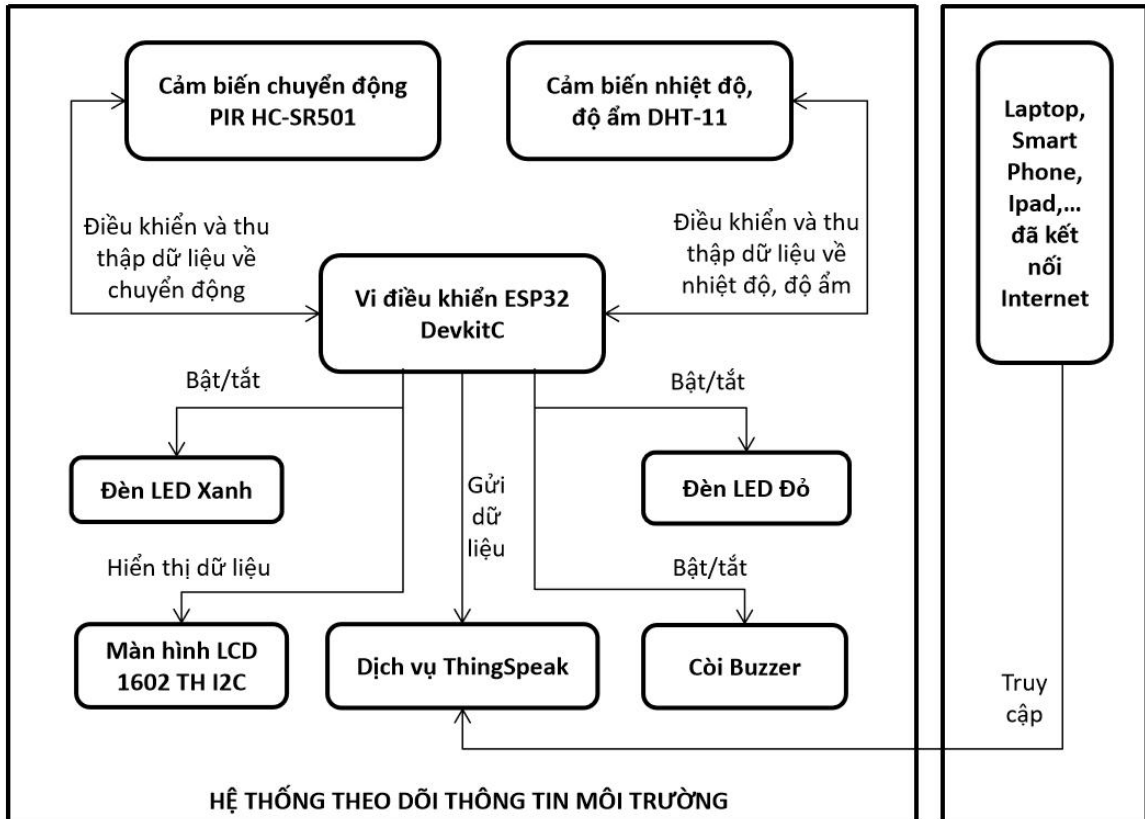 Cảm biến chuyển động
PIR HC-SR501
Cảm biến nhiệt độ,
độ ẩm DHT-11
Laptop,
Smart
Phone,
Ipad,...
đã kết
nối
Internet
Điều khiển và thu
thập dữ liệu về
chuyển động
Điều khiển và thu
thập dữ liệu về
nhiệt độ, độ ẩm
Vi điều khiển ESP32
DevkitC
Bật/tắt
Bật/tắt
Đèn LED Xanh
Gửi
dữ
liệu
Đèn LED Đỏ
Hiển thị dữ liệu
Bật/tắt
Màn hình LCD
1602 TH I2C
Dịch vụ ThingSpeak
Còi Buzzer
Truy
cập
HỆ THỐNG THEO DÕI THÔNG TIN MÔI TRƯỜNG